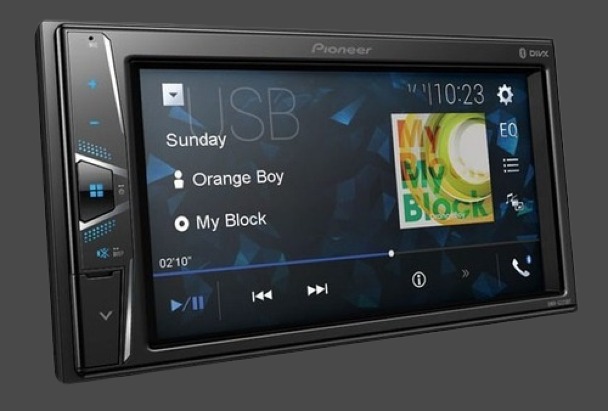 Pioneer
DIVX
USB
10:23
Sunday
EQ
Orange Boy
My Block
My
My
Block
02'10"